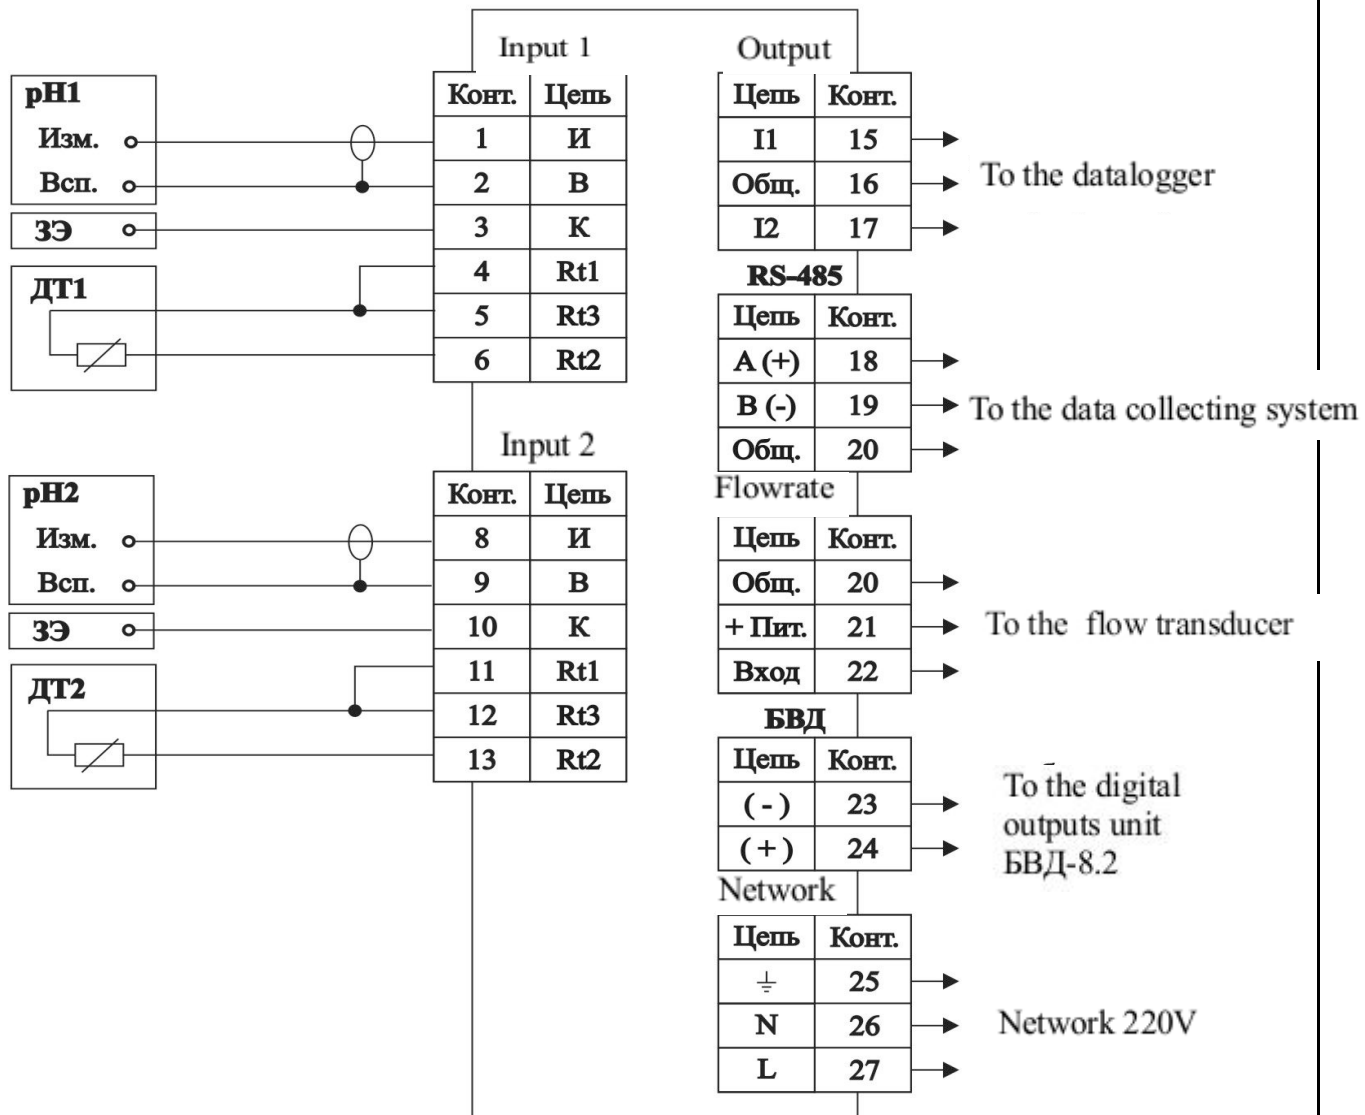 Input 1
Output
pH1
Изм.
Всп.
ЗЭ
ДТ1
Конт. Цепь
1 И
2 В
3 К
4 Rt1
5 Rt3
6 Rt2
Цепь Конт.
I1 15
Общ. 16
I2 17
To the datalogger
RS-485
Цепь Конт.
A (+) 18
B (-) 19
Общ. 20
To the data collecting system
Input 2
pH2
Изм.
Всп.
ЗЭ
ДТ2
Конт. Цепь
8 И
9 В
10 К
11 Rt1
12 Rt3
13 Rt2
Flowrate
Цепь Конт.
Общ. 20
+ Пит. 21
Вход 22
To the flow transducer
БВД
Цепь Конт.
( - ) 23
( + ) 24
To the digital
outputs unit
БВД-8.2
Network
Цепь Конт.
⏚ 25
N 26
L 27
Network 220V